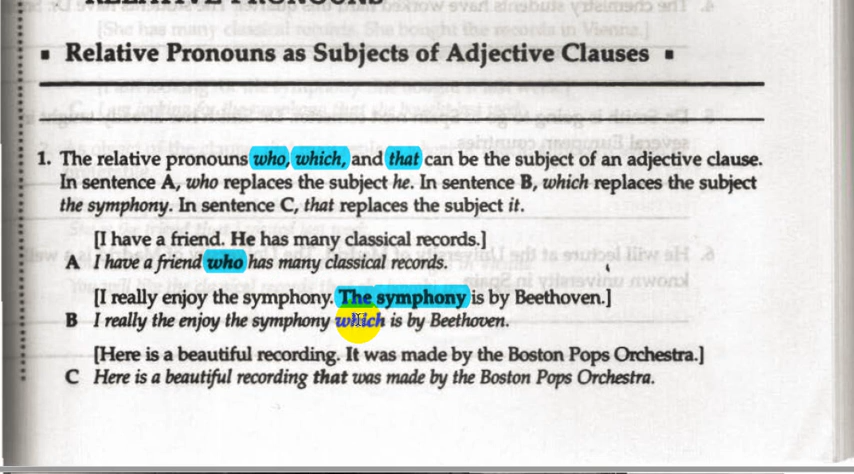 RELATIVE PRONOUNS
▪ Relative Pronouns as Subjects of Adjective Clauses ▪
1. The relative pronouns who, which, and that can be the subject of an adjective clause.
In sentence A, who replaces the subject he. In sentence B, which replaces the subject
the symphony. In sentence C, that replaces the subject it.
[I have a friend. He has many classical records.]
A I have a friend who has many classical records.
[I really enjoy the symphony. The symphony is by Beethoven.]
B I really the enjoy the symphony which is by Beethoven.
[Here is a beautiful recording. It was made by the Boston Pops Orchestra.]
C Here is a beautiful recording that was made by the Boston Pops Orchestra.